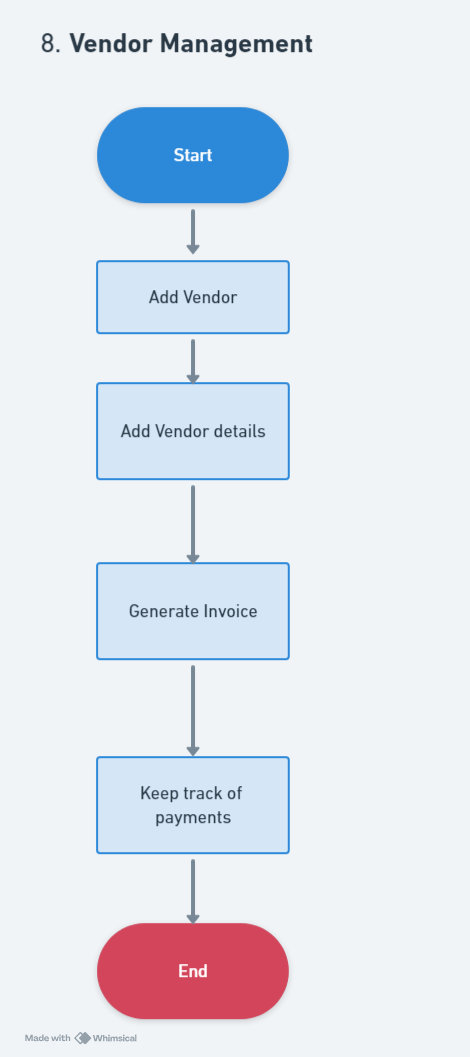 8. Vendor Management
Start
Add Vendor
Add Vendor details
Generate Invoice
Keep track of
payments
End
Made with Whimsical